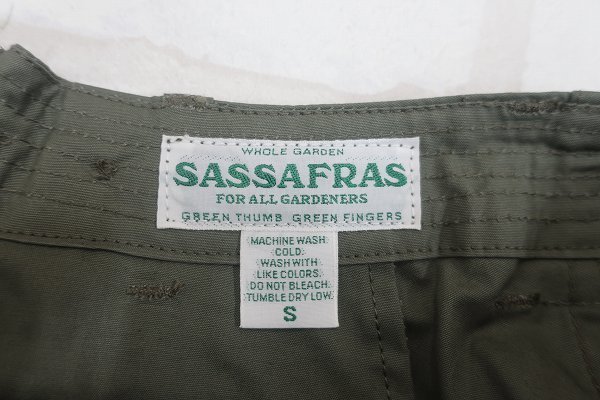 WHOLE GARDEN
SASSAFRAS
FOR ALL GARDENERS
GREEN THUMB GREEN FINGERS
MACHINE WASH
COLD.
WASH WITH
LIKE COLORS.
DO NOT BLEACH.
TUMBLE DRY LOW.
S